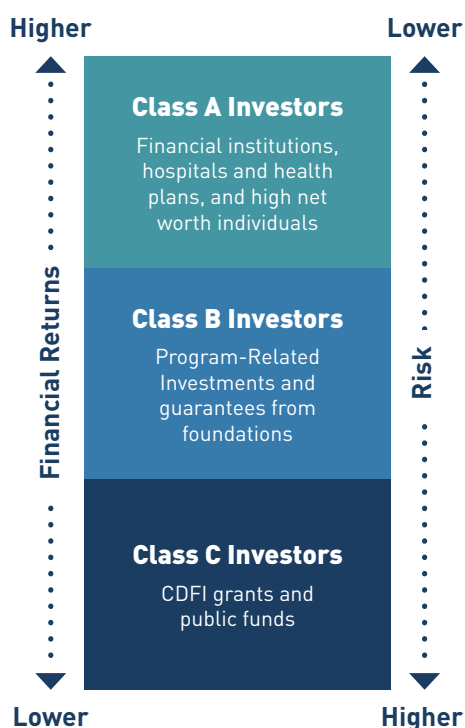 Higher
Lower
Class A Investors
Financial institutions,
hospitals and health
plans, and high net
worth individuals
Financial Returns
Class B Investors
Program-Related
Investments and
guarantees from
foundations
Risk
Class C Investors
CDFI grants and
public funds
Lower
Higher